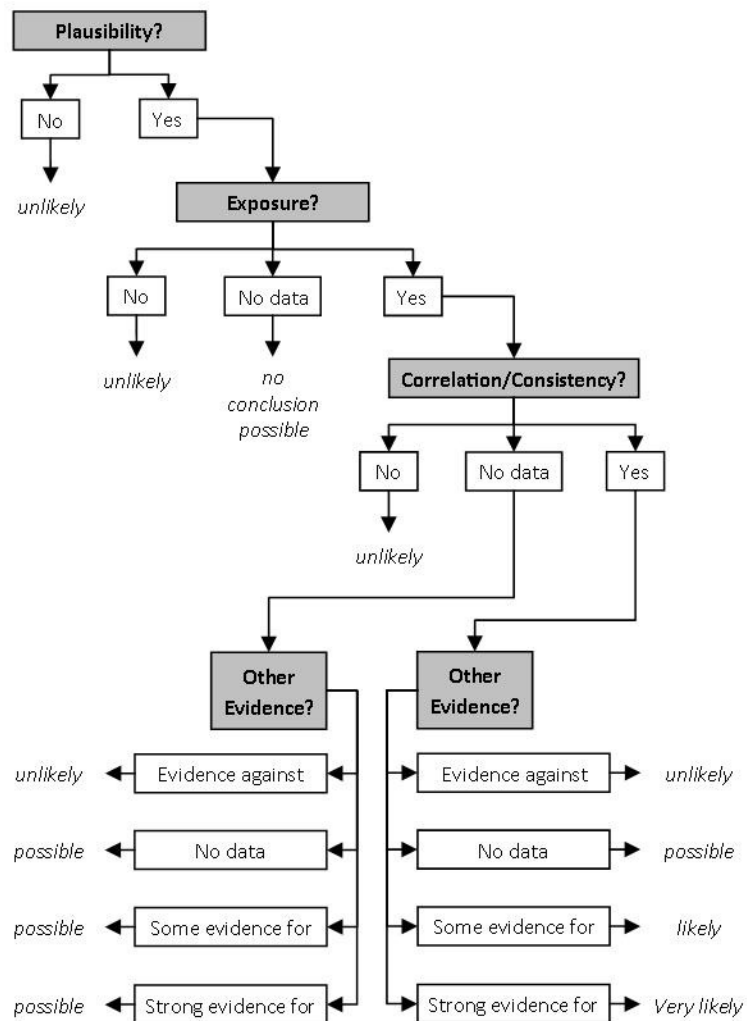 Plausibility?
No
Yes
unlikely
Exposure?
No
No data
Yes
unlikely
no
conclusion
possible
Correlation/Consistency?
No
No data
Yes
unlikely
Other
Evidence?
Other
Evidence?
unlikely
Evidence against
Evidence against
unlikely
possible
No data
No data
possible
possible
Some evidence for
Some evidence for
likely
possible
Strong evidence for
Strong evidence for
Very likely